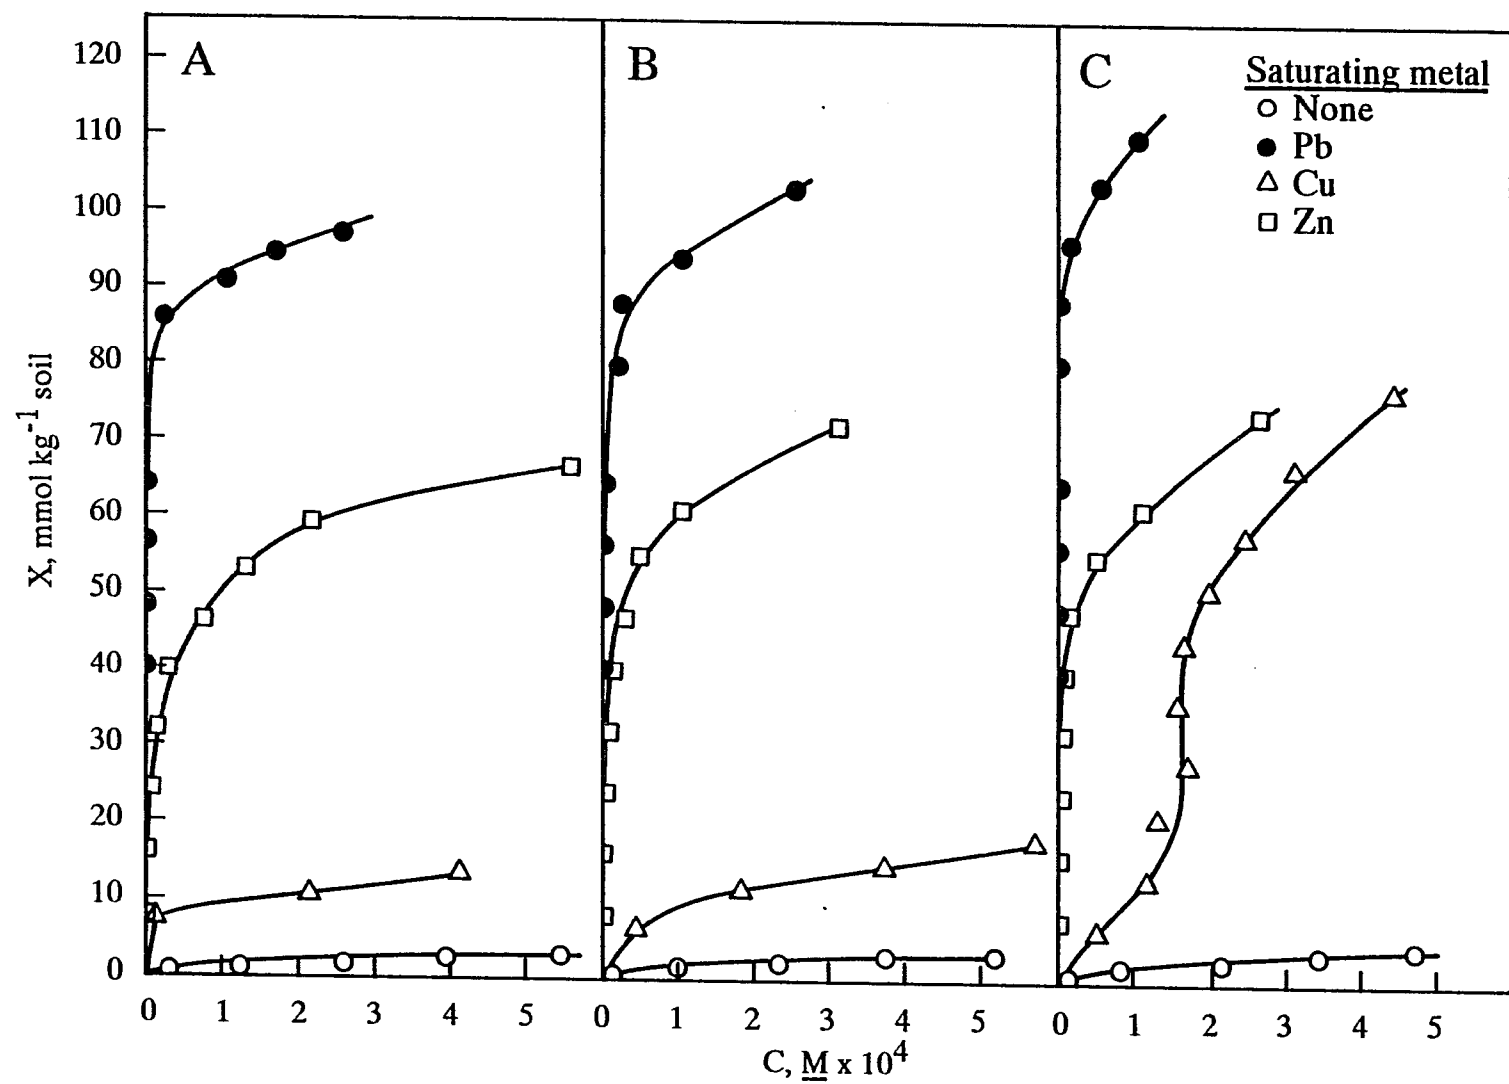 A
B
C
Saturating metal
None
Pb
Cu
Zn
120
110
100
90
80
70
60
50
40
30
20
10
0
X, mmol kg⁻¹ soil
0 1 2 3 4 5 0 1 2 3 4 5 0 1 2 3 4 5
C, M x 10⁴